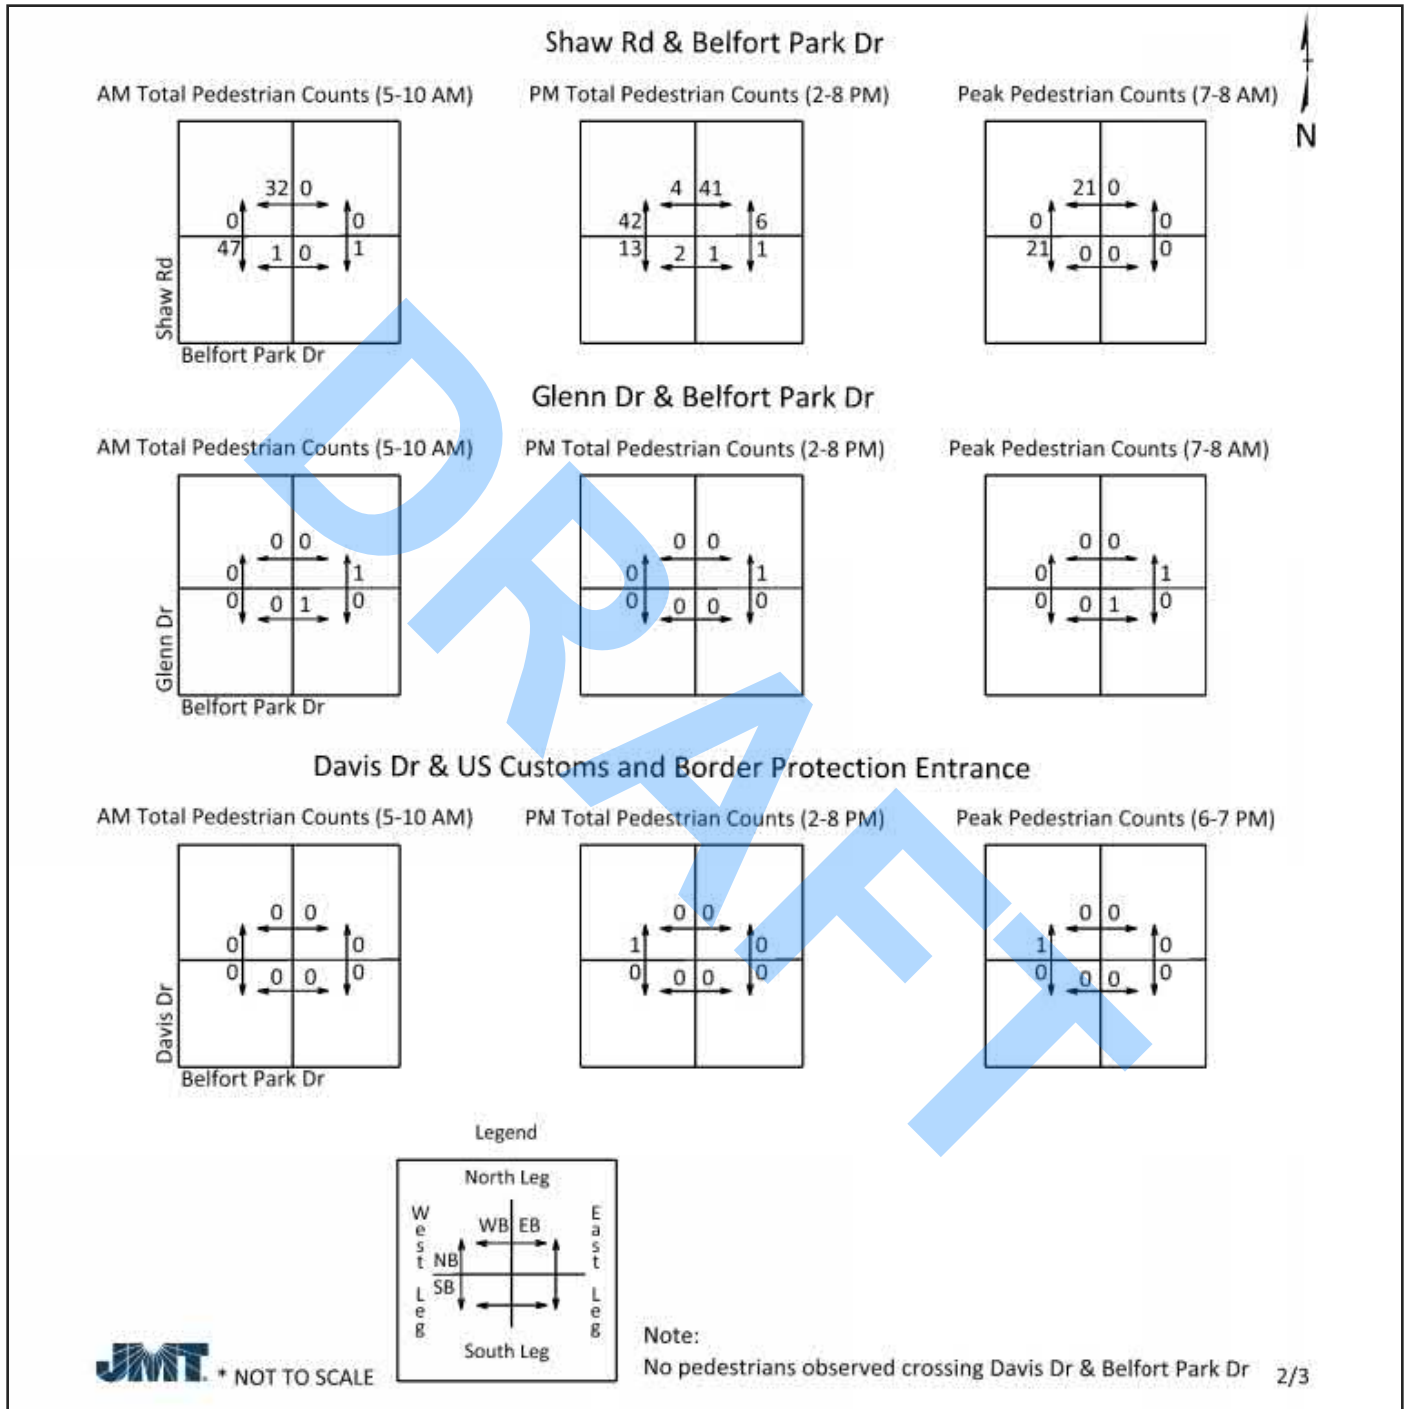 Shaw Rd & Belfort Park Dr
AM Total Pedestrian Counts (5-10 AM) PM Total Pedestrian Counts (2-8 PM) Peak Pedestrian Counts (7-8 AM)
N
32 0 4 41 21 0
0 0 42 6 0 0
47 1 0 1 13 2 1 1 21 0 0 0
Shaw Rd
Belfort Park Dr
Glenn Dr & Belfort Park Dr
AM Total Pedestrian Counts (5-10 AM) PM Total Pedestrian Counts (2-8 PM) Peak Pedestrian Counts (7-8 AM)
0 0 0 0 0 0
0 1 0 1 0 1
0 0 1 0 0 0 0 0 0 0 1 0
Glenn Dr
Belfort Park Dr
Davis Dr & US Customs and Border Protection Entrance
AM Total Pedestrian Counts (5-10 AM) PM Total Pedestrian Counts (2-8 PM) Peak Pedestrian Counts (6-7 PM)
0 0 0 0 0 0
0 0 1 0 1 0
0 0 0 0 0 0 0 0 0 0 0 0
Davis Dr
Belfort Park Dr
DRAFT
Legend
North Leg
West Leg
WB EB
East Leg
NB
SB
South Leg
JMT. * NOT TO SCALE
Note:
No pedestrians observed crossing Davis Dr & Belfort Park Dr 2/3